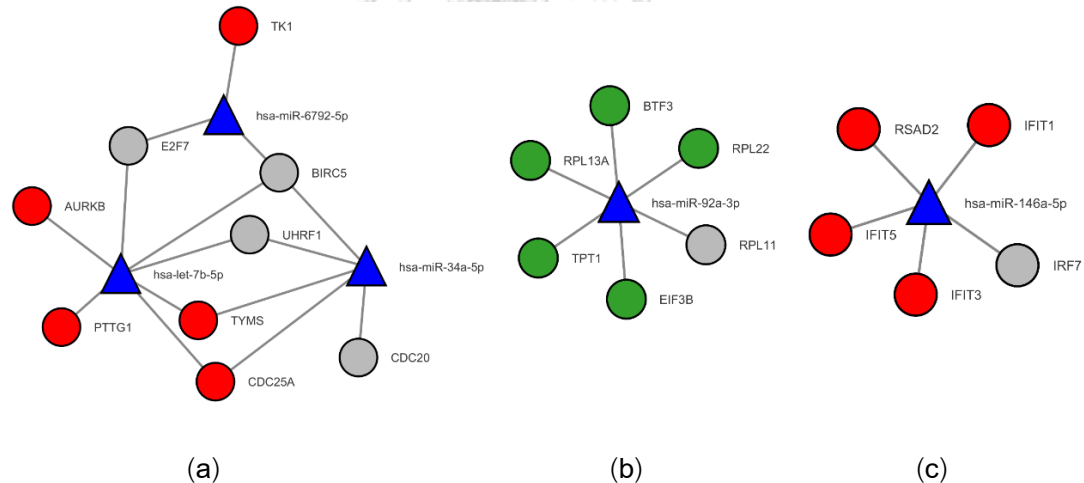 TK1
hsa-miR-6792-5p
E2F7
BIRC5
AURKB
UHRF1
hsa-let-7b-5p
hsa-miR-34a-5p
PTTG1
TYMS
CDC20
CDC25A
(a)
BTF3
RPL22
RPL13A
hsa-miR-92a-3p
RPL11
TPT1
EIF3B
(b)
RSAD2
IFIT1
hsa-miR-146a-5p
IFIT5
IRF7
IFIT3
(c)